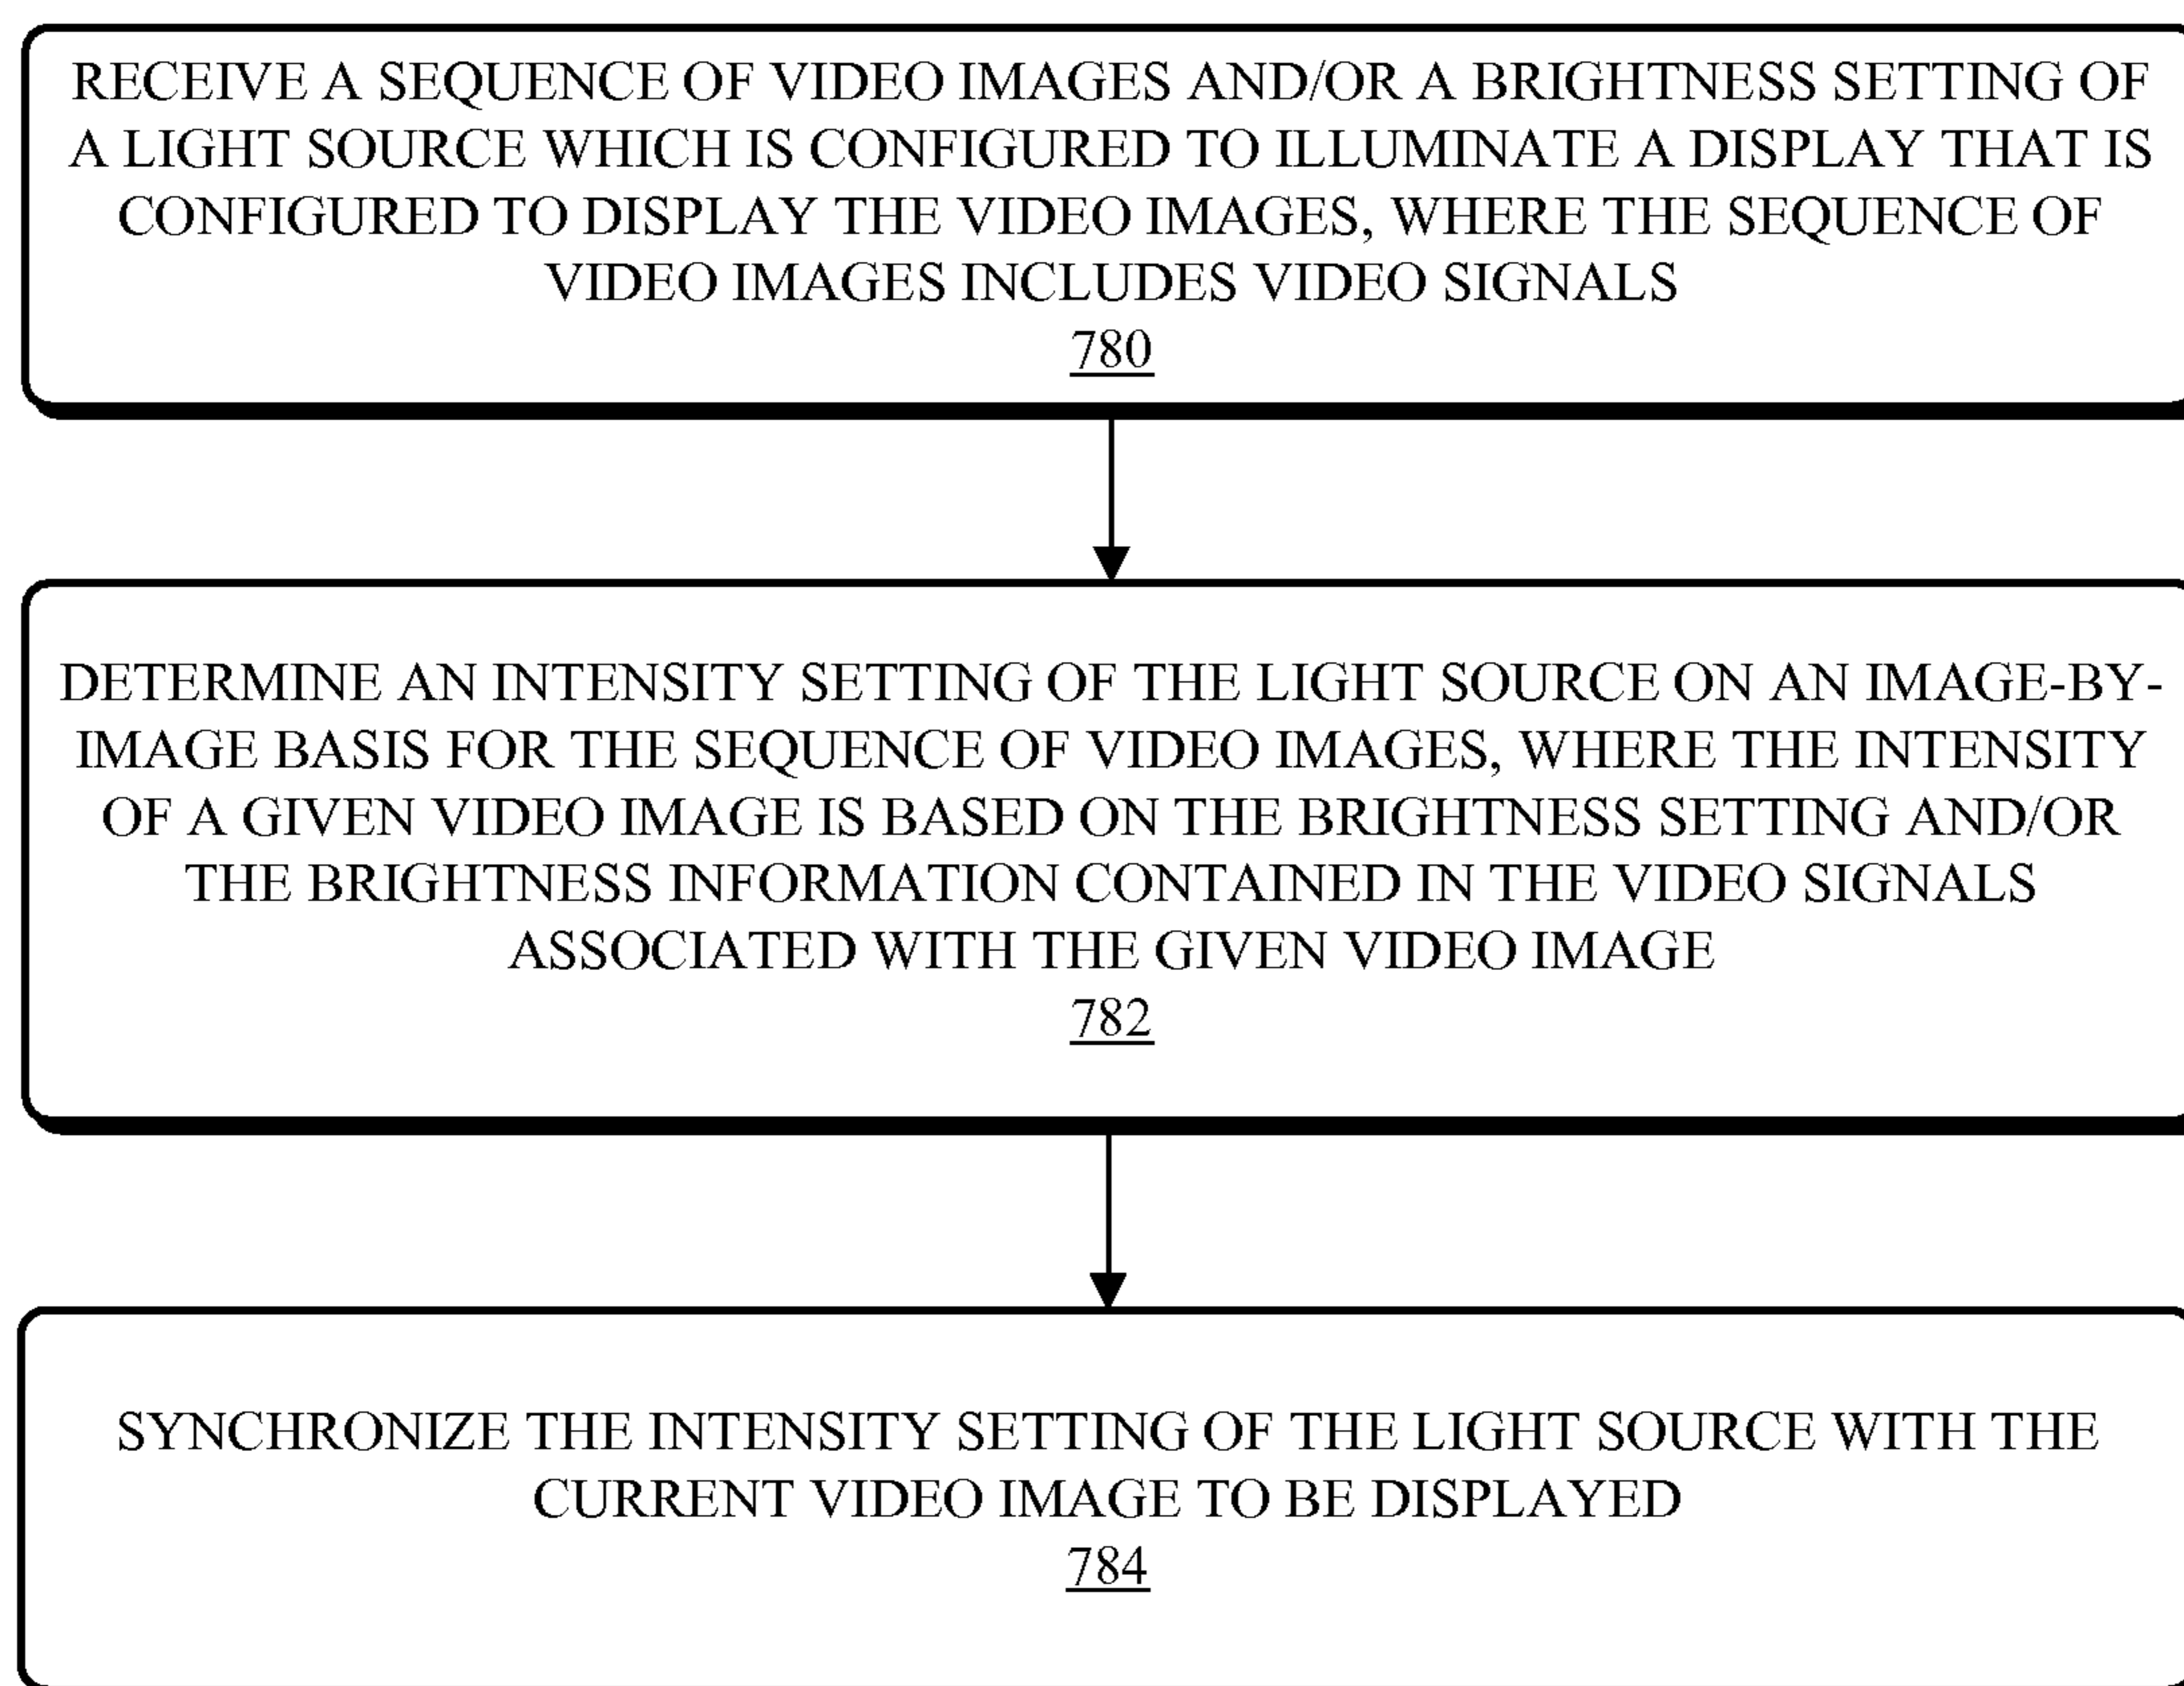 RECEIVE A SEQUENCE OF VIDEO IMAGES AND/OR A BRIGHTNESS SETTING OF
A LIGHT SOURCE WHICH IS CONFIGURED TO ILLUMINATE A DISPLAY THAT IS
CONFIGURED TO DISPLAY THE VIDEO IMAGES, WHERE THE SEQUENCE OF
VIDEO IMAGES INCLUDES VIDEO SIGNALS
780
DETERMINE AN INTENSITY SETTING OF THE LIGHT SOURCE ON AN IMAGE-BY-
IMAGE BASIS FOR THE SEQUENCE OF VIDEO IMAGES, WHERE THE INTENSITY
OF A GIVEN VIDEO IMAGE IS BASED ON THE BRIGHTNESS SETTING AND/OR
THE BRIGHTNESS INFORMATION CONTAINED IN THE VIDEO SIGNALS
ASSOCIATED WITH THE GIVEN VIDEO IMAGE
782
SYNCHRONIZE THE INTENSITY SETTING OF THE LIGHT SOURCE WITH THE
CURRENT VIDEO IMAGE TO BE DISPLAYED
784